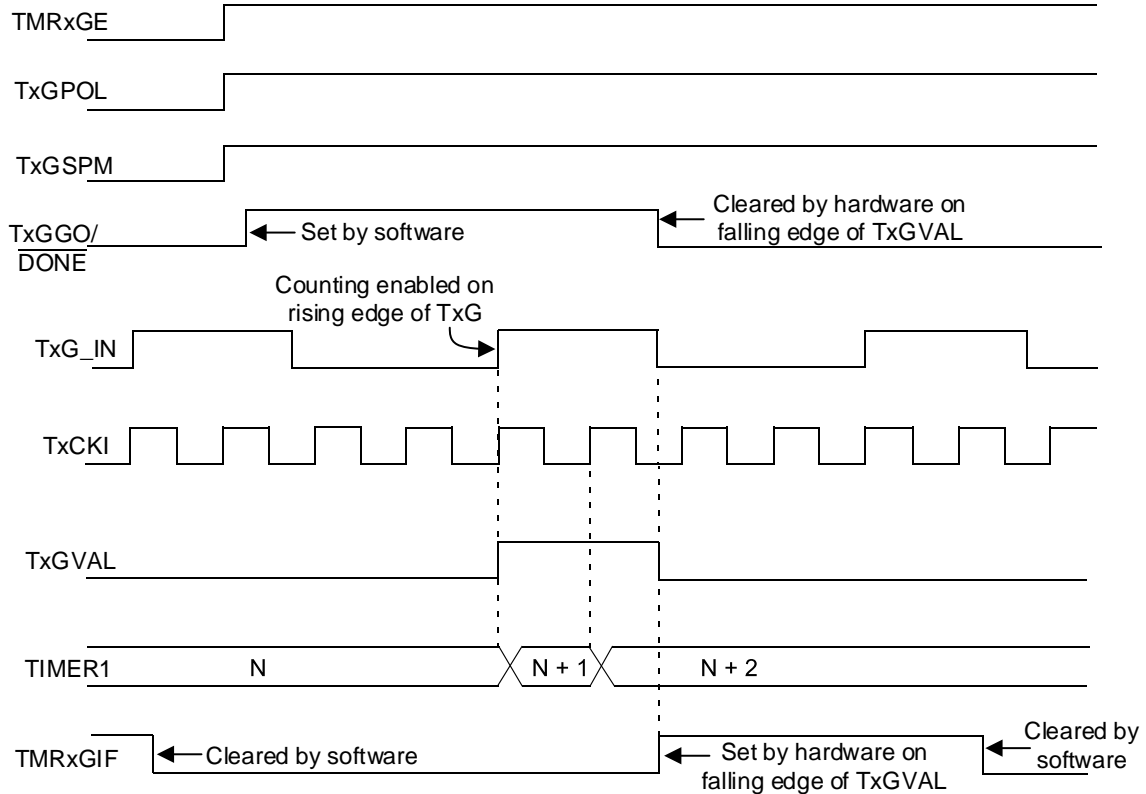 TMRxGE
TxGPOL
TxGSPM
TxGGO/
DONE
Set by software
Cleared by hardware on
falling edge of TxGVAL
Counting enabled on
rising edge of TxG
TxG_IN
TxCKI
TxGVAL
TIMER1
N
N + 1
N + 2
TMRxGIF
Cleared by software
Set by hardware on
falling edge of TxGVAL
Cleared by
software